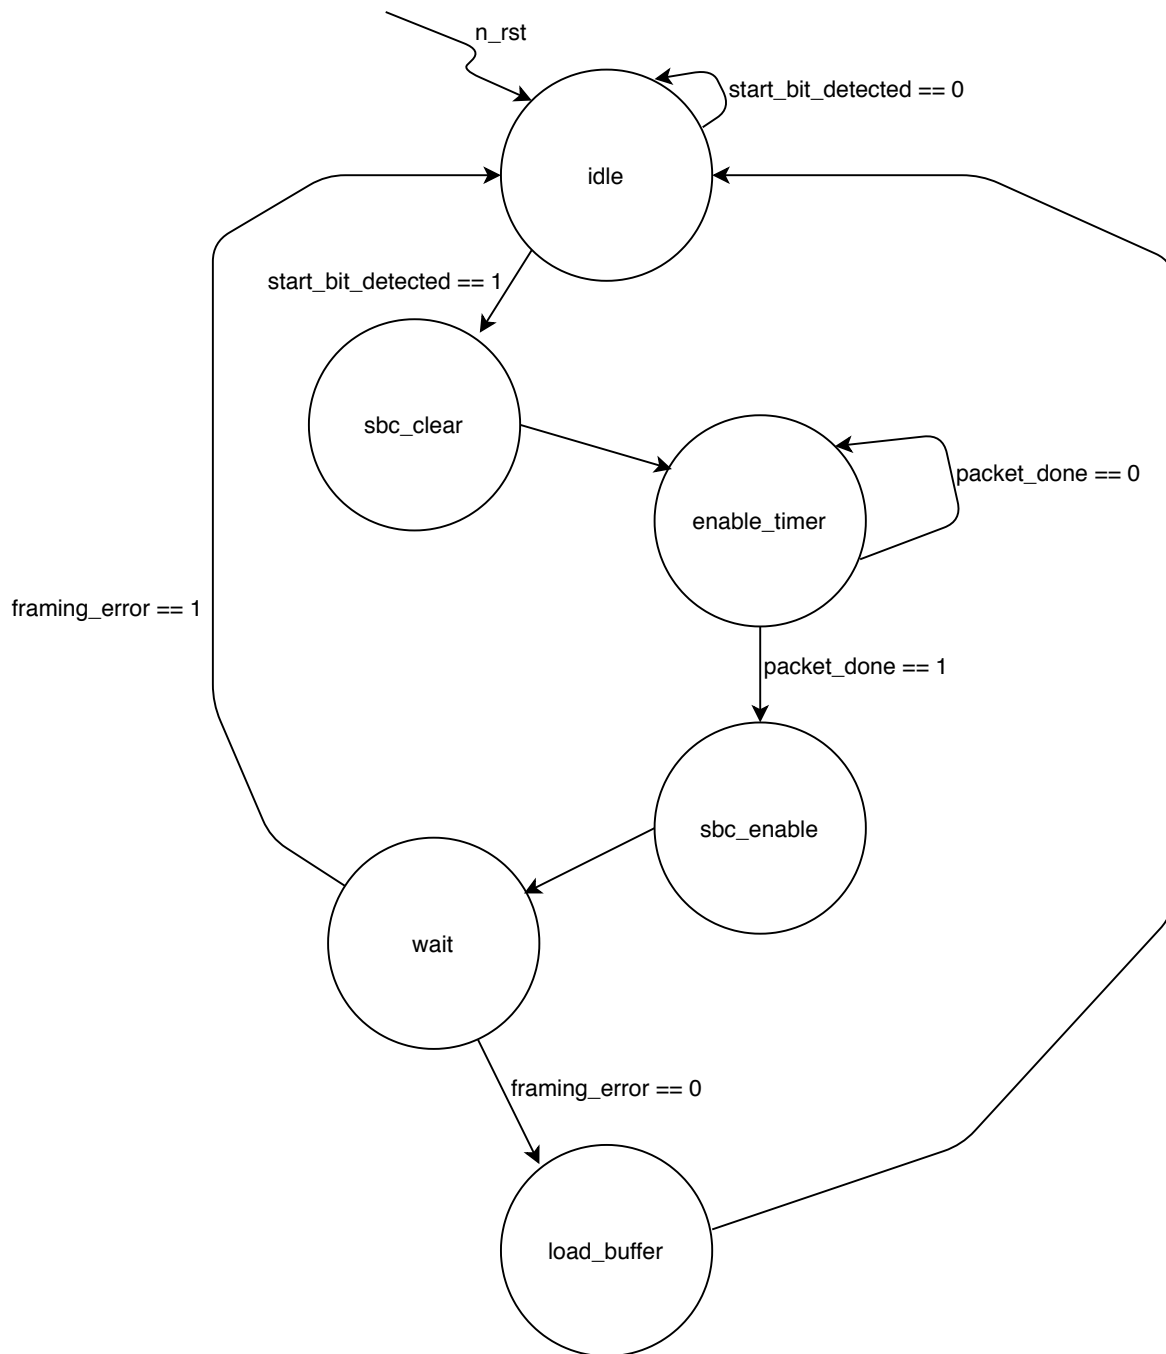 n_rst
start_bit_detected == 0
idle
start_bit_detected == 1
sbc_clear
packet_done == 0
enable_timer
framing_error == 1
packet_done == 1
sbc_enable
wait
framing_error == 0
load_buffer